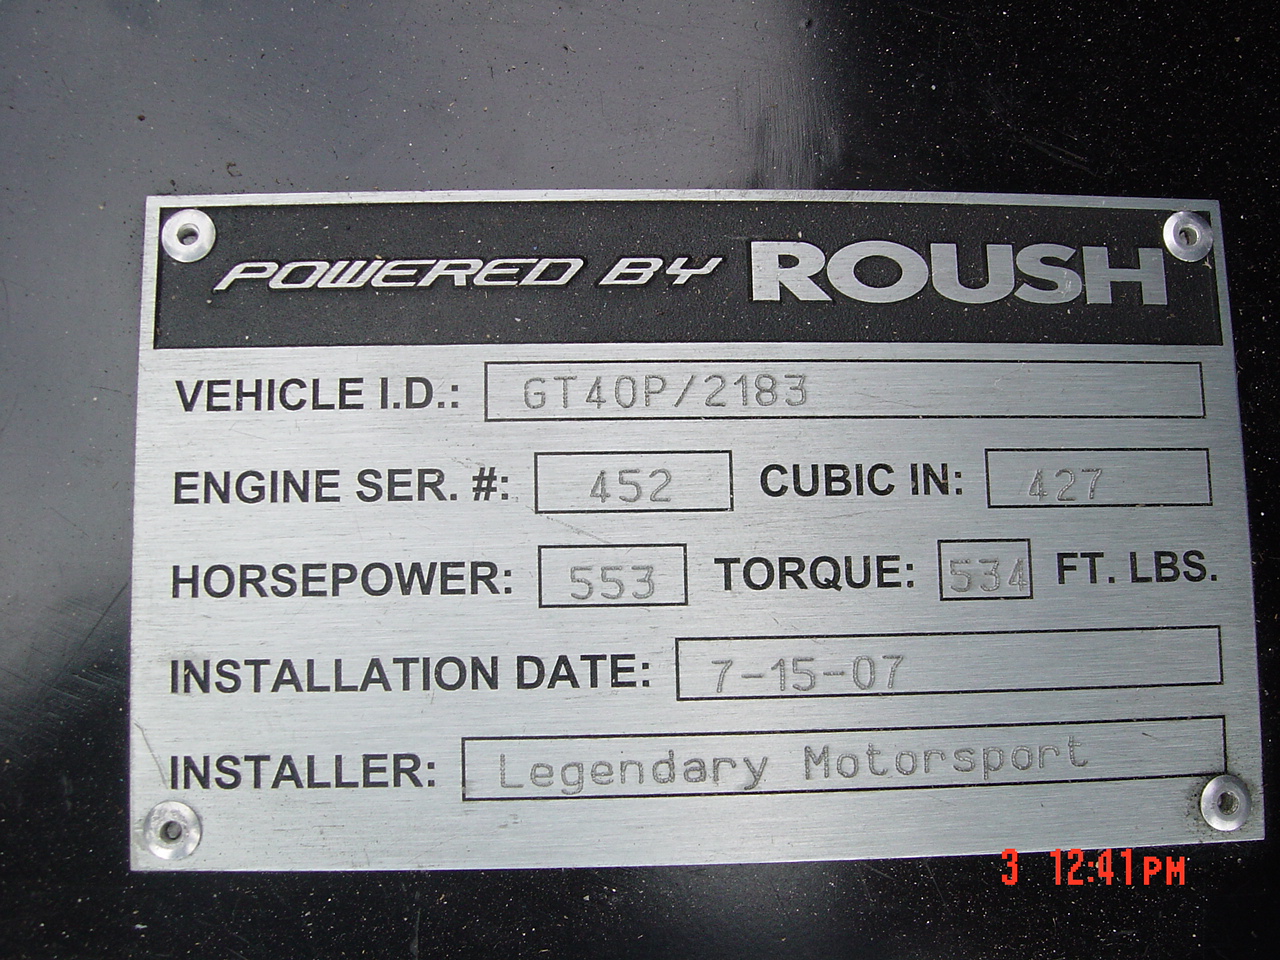 POWERED BY ROUSH
VEHICLE I.D.: GT40P/2183
ENGINE SER. #: 452 CUBIC IN: 427
HORSEPOWER: 553 TORQUE: 534 FT. LBS.
INSTALLATION DATE: 7-15-07
INSTALLER: Legendary Motorsport
3 12:41PM